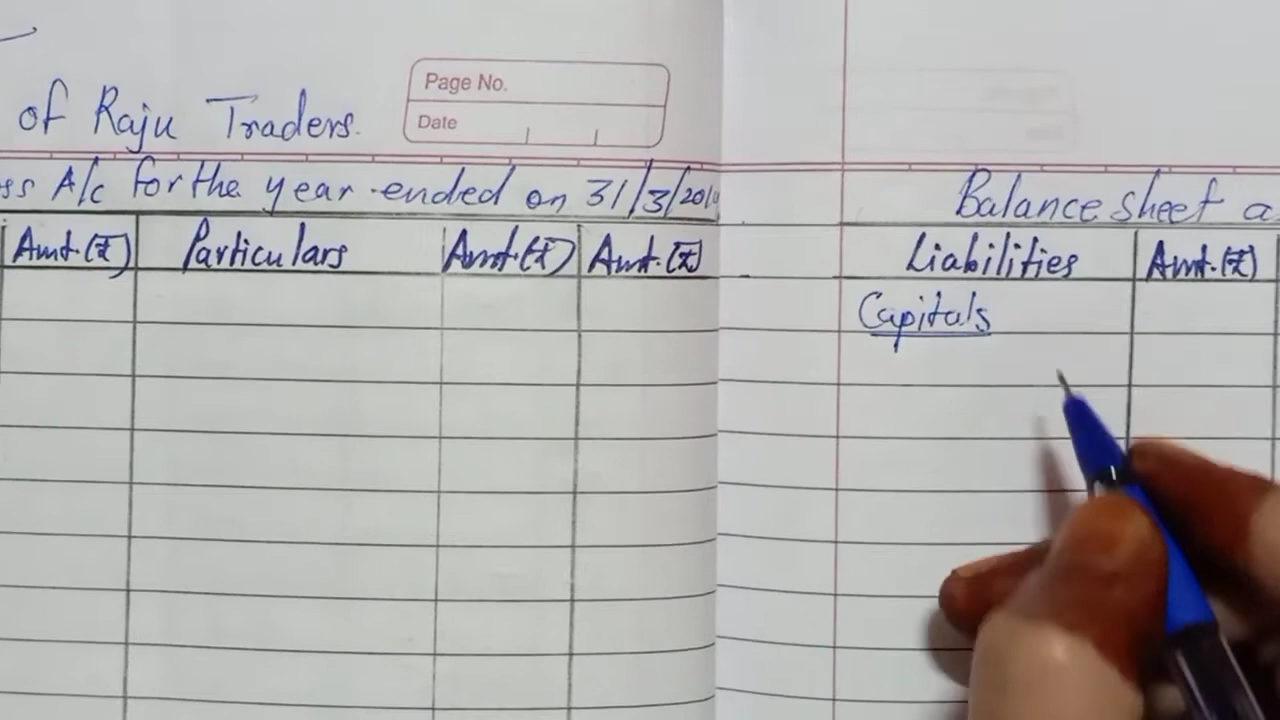 Page No.
Date
of Raju Traders.
ss A/c for the year ended on 31/3/2019
Balance sheet a
Amt.(₹) Particulars Amt.(₹) Amt.(₹)
Liabilities Amt.(₹)
Capitals